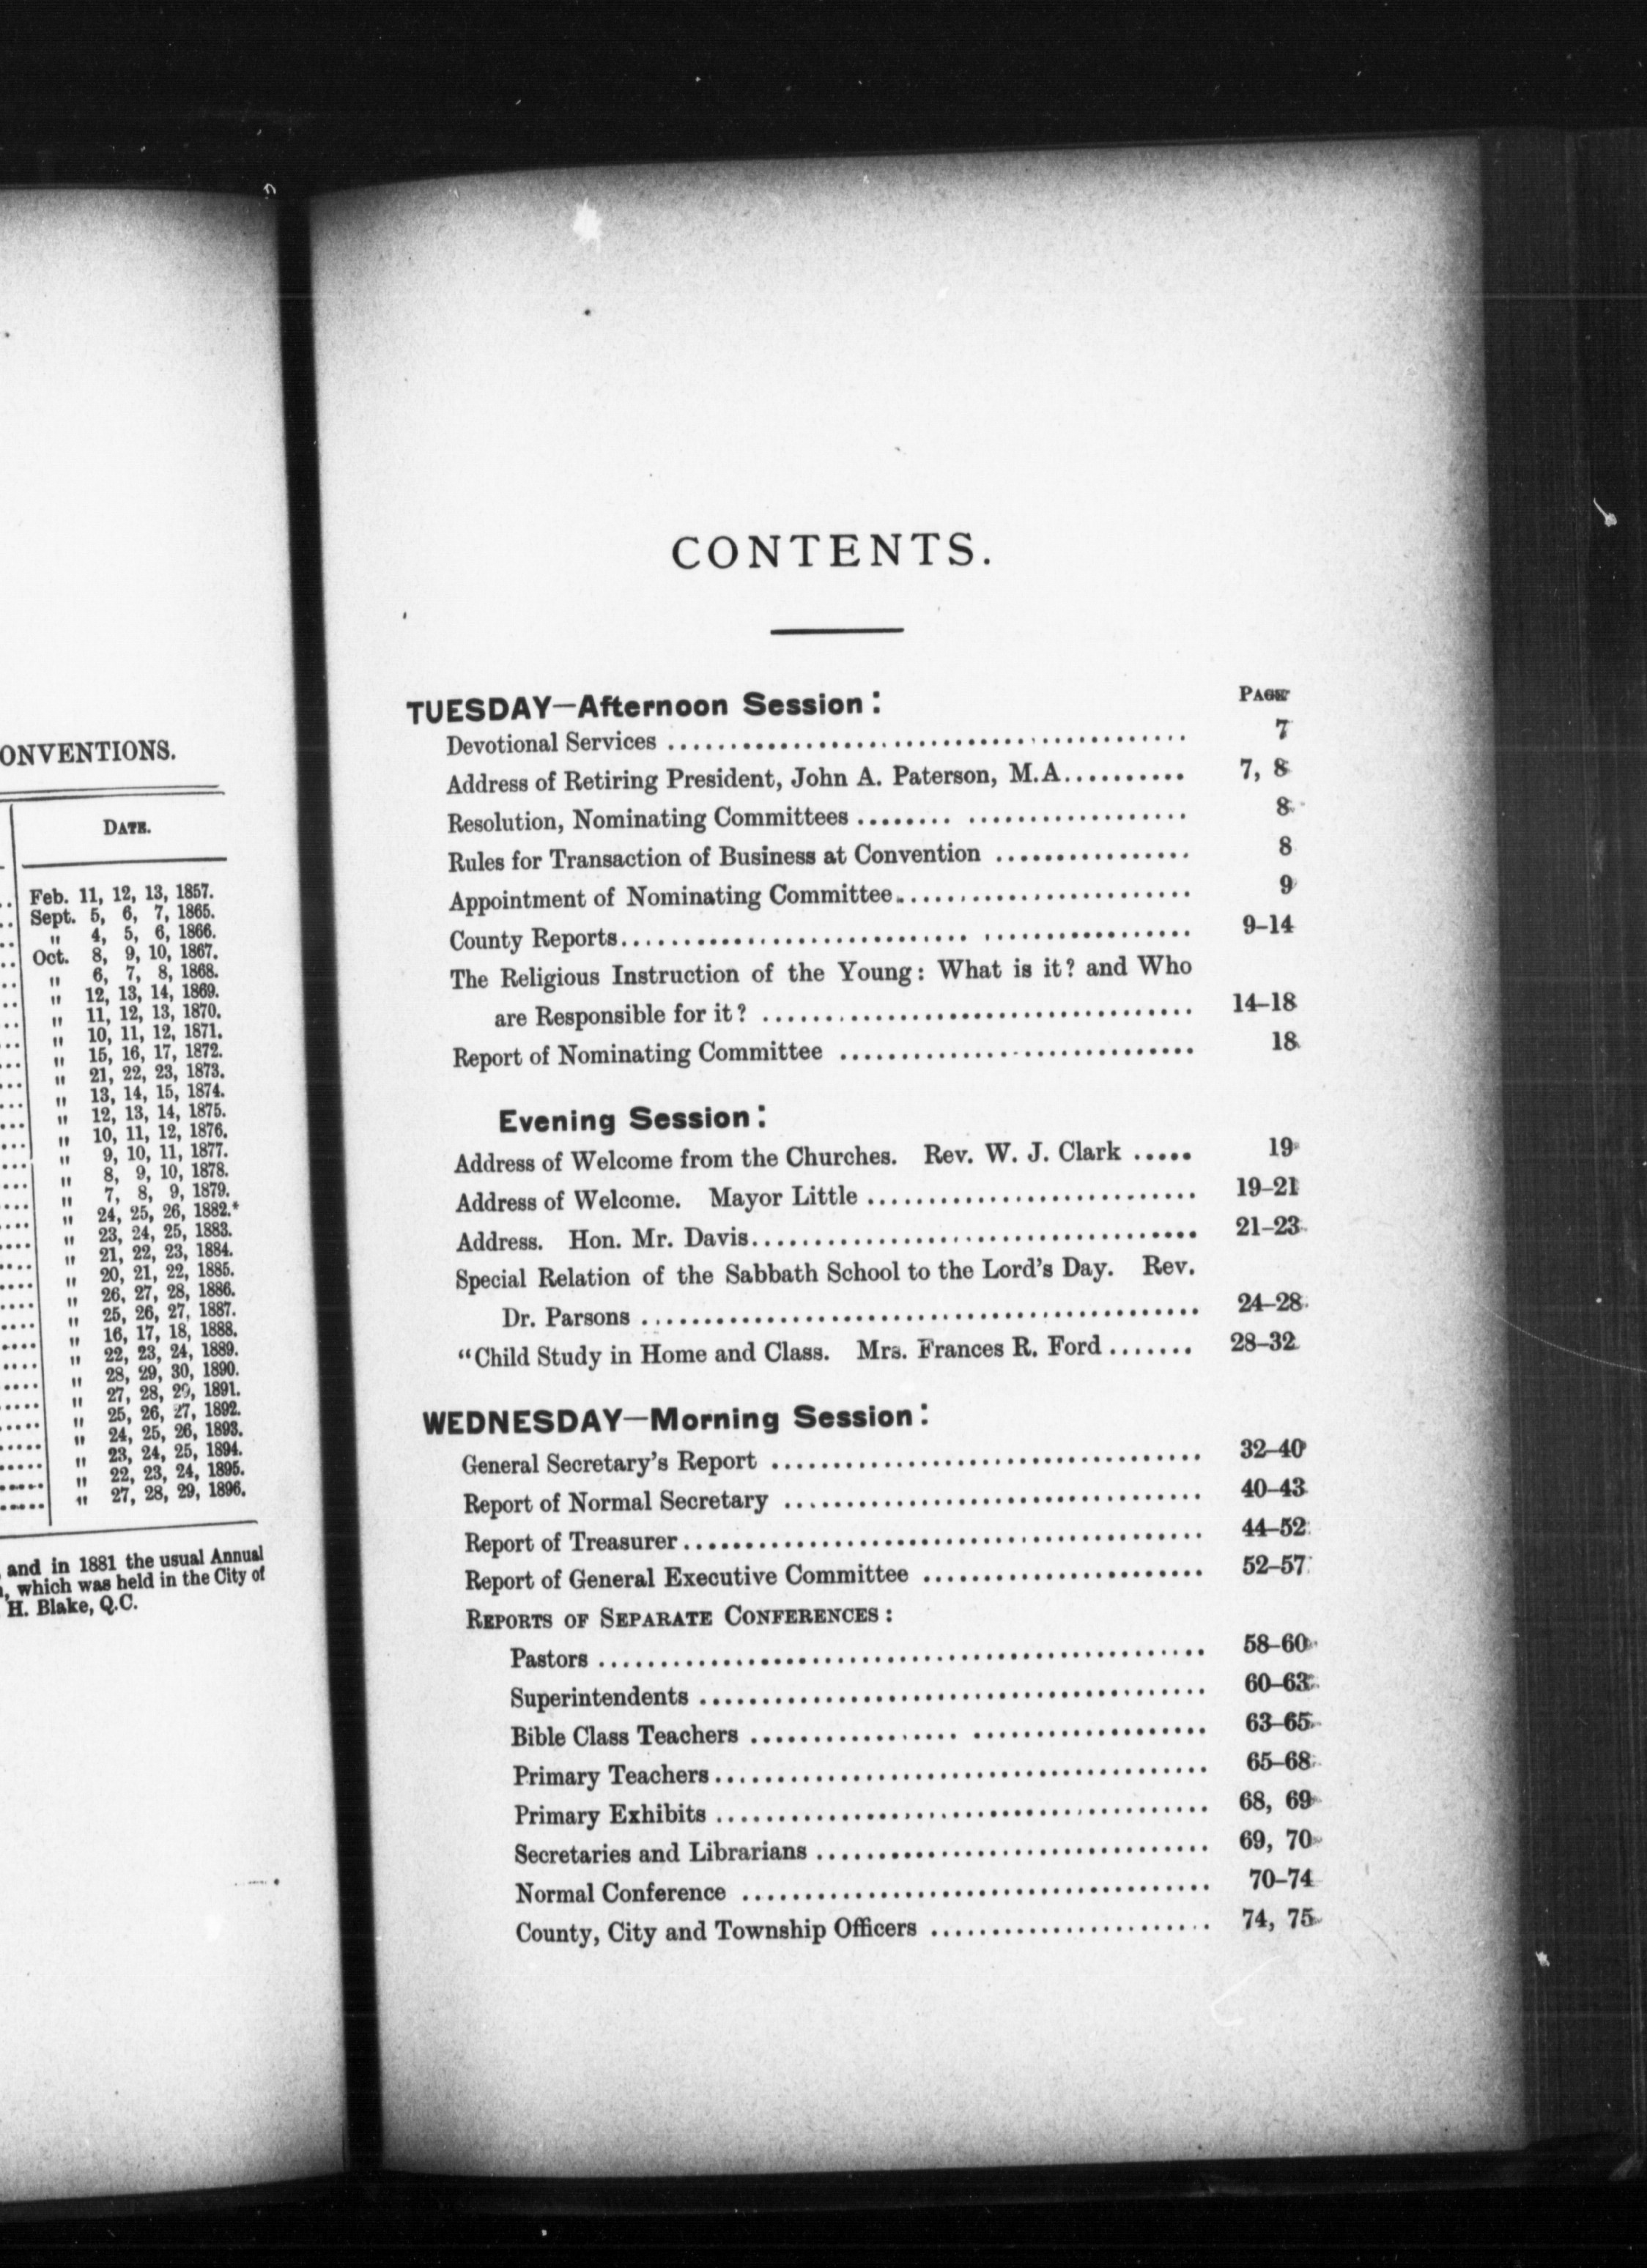 ONVENTIONS.
DATE.
Feb. 11, 12, 13, 1857.
Sept. 5, 6, 7, 1865.
" 4, 5, 6, 1866.
Oct. 8, 9, 10, 1867.
" 6, 7, 8, 1868.
" 12, 13, 14, 1869.
" 11, 12, 13, 1870.
" 10, 11, 12, 1871.
" 15, 16, 17, 1872.
" 21, 22, 23, 1873.
" 13, 14, 15, 1874.
" 12, 13, 14, 1875.
" 10, 11, 12, 1876.
" 9, 10, 11, 1877.
" 8, 9, 10, 1878.
" 7, 8, 9, 1879.
" 24, 25, 26, 1882.*
" 23, 24, 25, 1883.
" 21, 22, 23, 1884.
" 20, 21, 22, 1885.
" 26, 27, 28, 1886.
" 25, 26, 27, 1887.
" 16, 17, 18, 1888.
" 22, 23, 24, 1889.
" 28, 29, 30, 1890.
" 27, 28, 29, 1891.
" 25, 26, 27, 1892.
" 24, 25, 26, 1893.
" 23, 24, 25, 1894.
" 22, 23, 24, 1895.
" 27, 28, 29, 1896.
, and in 1881 the usual Annual
, which was held in the City of
H. Blake, Q.C.
CONTENTS.
TUESDAY—Afternoon Session: PAGE
Devotional Services ........ 7
Address of Retiring President, John A. Paterson, M.A.......... 7, 8
Resolution, Nominating Committees ........ 8
Rules for Transaction of Business at Convention ........ 8
Appointment of Nominating Committee........ 9
County Reports........ 9-14
The Religious Instruction of the Young: What is it? and Who
are Responsible for it? ........ 14-18
Report of Nominating Committee ........ 18
Evening Session:
Address of Welcome from the Churches. Rev. W. J. Clark ..... 19
Address of Welcome. Mayor Little ........ 19-21
Address. Hon. Mr. Davis........ 21-23
Special Relation of the Sabbath School to the Lord's Day. Rev.
Dr. Parsons ........ 24-28
"Child Study in Home and Class. Mrs. Frances R. Ford ....... 28-32
WEDNESDAY—Morning Session:
General Secretary's Report ........ 32-40
Report of Normal Secretary ........ 40-43
Report of Treasurer........ 44-52
Report of General Executive Committee ........ 52-57
REPORTS OF SEPARATE CONFERENCES:
Pastors ........ 58-60
Superintendents ........ 60-63
Bible Class Teachers ........ 63-65
Primary Teachers........ 65-68
Primary Exhibits ........ 68, 69
Secretaries and Librarians ........ 69, 70
Normal Conference ........ 70-74
County, City and Township Officers ........ 74, 75